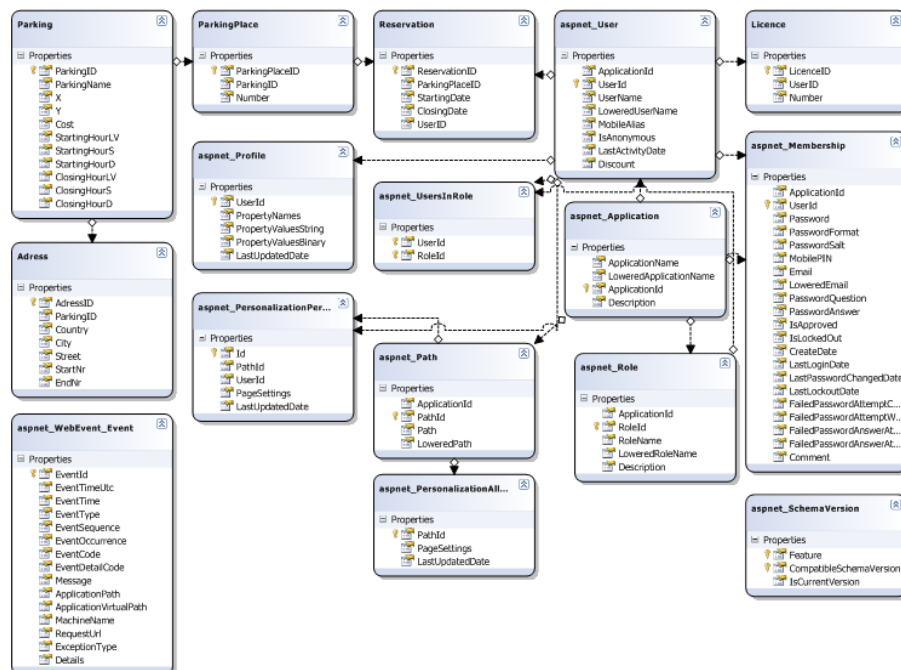 Parking
Properties
ParkingID
ParkingName
X
Y
Cost
StartingHourLV
StartingHourS
StartingHourD
ClosingHourLV
ClosingHourS
ClosingHourD
ParkingPlace
Properties
ParkingPlaceID
ParkingID
Number
Reservation
Properties
ReservationID
ParkingPlaceID
StartingDate
ClosingDate
UserID
aspnet_User
Properties
ApplicationId
UserId
UserName
LoweredUserName
MobileAlias
IsAnonymous
LastActivityDate
Discount
Licence
Properties
LicenceID
UserID
Number
aspnet_Profile
Properties
UserId
PropertyNames
PropertyValuesString
PropertyValuesBinary
LastUpdatedDate
aspnet_UsersInRole
Properties
UserId
RoleId
aspnet_Application
Properties
ApplicationName
LoweredApplicationName
ApplicationId
Description
aspnet_Membership
Properties
ApplicationId
UserId
Password
PasswordFormat
PasswordSalt
MobilePIN
Email
LoweredEmail
PasswordQuestion
PasswordAnswer
IsApproved
IsLockedOut
CreateDate
LastLoginDate
LastPasswordChangedDate
LastLockoutDate
FailedPasswordAttemptC...
FailedPasswordAttemptW...
FailedPasswordAnswerAt...
FailedPasswordAnswerAt...
Comment
Adress
Properties
AdressID
ParkingID
Country
City
Street
StartNr
EndNr
aspnet_PersonalizationPer...
Properties
Id
PathId
UserId
PageSettings
LastUpdatedDate
aspnet_Path
Properties
ApplicationId
PathId
Path
LoweredPath
aspnet_Role
Properties
ApplicationId
RoleId
RoleName
LoweredRoleName
Description
aspnet_WebEvent_Event
Properties
EventId
EventTimeUtc
EventTime
EventType
EventSequence
EventOccurrence
EventCode
EventDetailCode
Message
ApplicationPath
ApplicationVirtualPath
MachineName
RequestUrl
ExceptionType
Details
aspnet_PersonalizationAll...
Properties
PathId
PageSettings
LastUpdatedDate
aspnet_SchemaVersion
Properties
Feature
CompatibleSchemaVersion
IsCurrentVersion